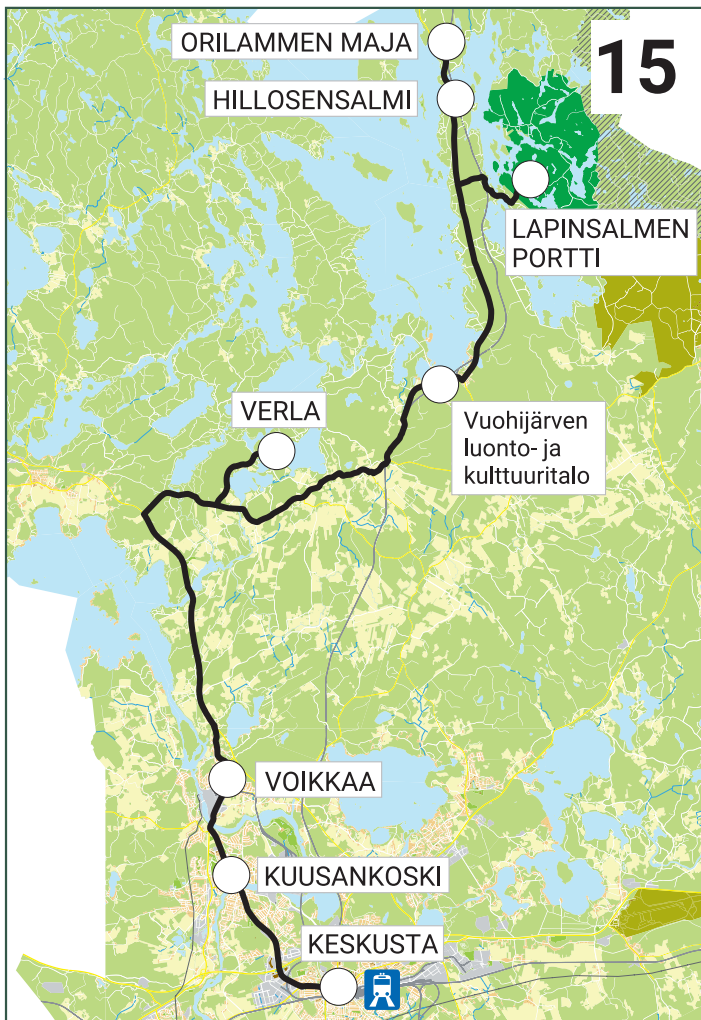 ORILAMMEN MAJA
15
HILLOSENSALMI
LAPINSALMEN
PORTTI
VERLA
Vuohijärven
luonto- ja
kulttuuritalo
VOIKKAA
KUUSANKOSKI
KESKUSTA